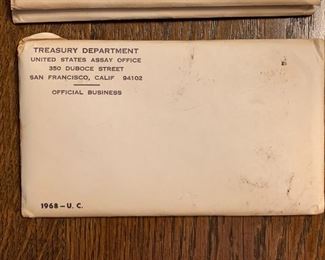 TREASURY DEPARTMENT
UNITED STATES ASSAY OFFICE
350 DUBOCE STREET
SAN FRANCISCO, CALIF 94102
OFFICIAL BUSINESS
1968 – U. C.